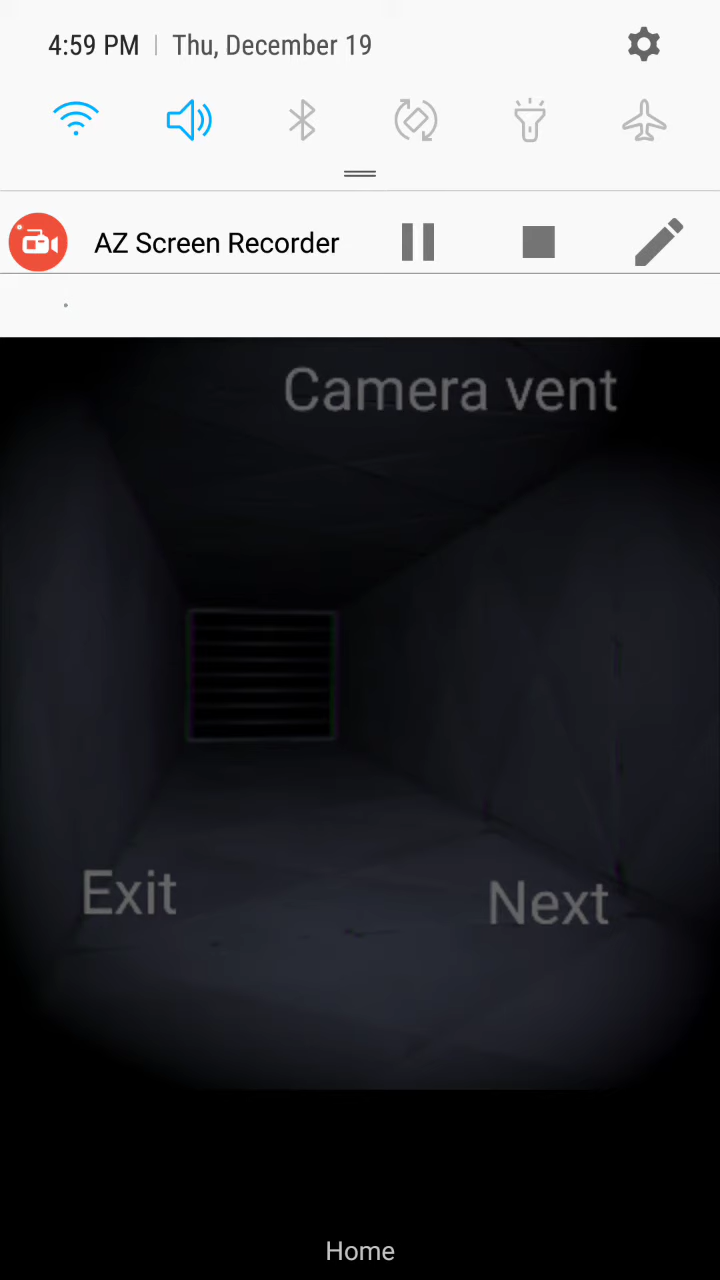 4:59 PM | Thu, December 19
AZ Screen Recorder
Camera vent
Exit
Next
Home